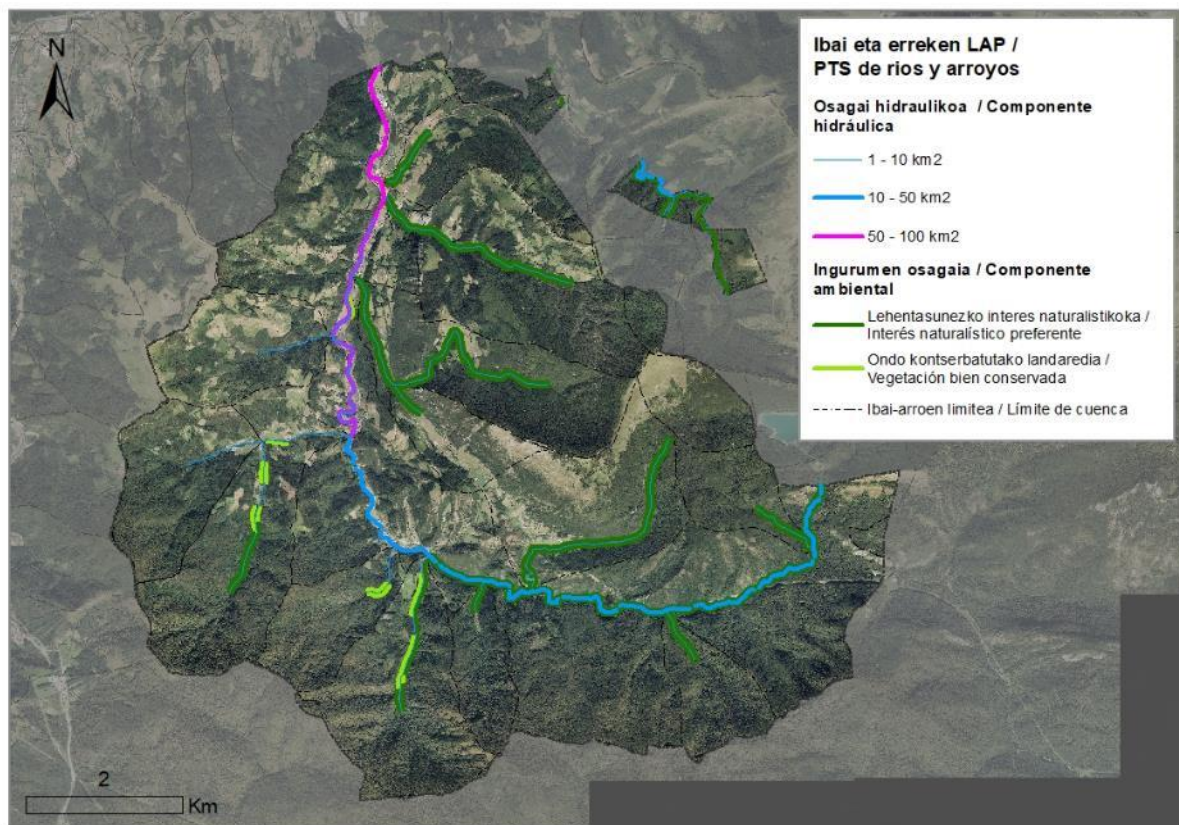 N
Ibai eta erreken LAP /
PTS de rios y arroyos
Osagai hidraulikoa / Componente
hidráulica
1 - 10 km2
10 - 50 km2
50 - 100 km2
Ingurumen osagaia / Componente
ambiental
Lehentasunezko interes naturalistikoka /
Interés naturalístico preferente
Ondo kontserbatutako landaredia /
Vegetación bien conservada
Ibai-arroen limitea / Límite de cuenca
2
Km